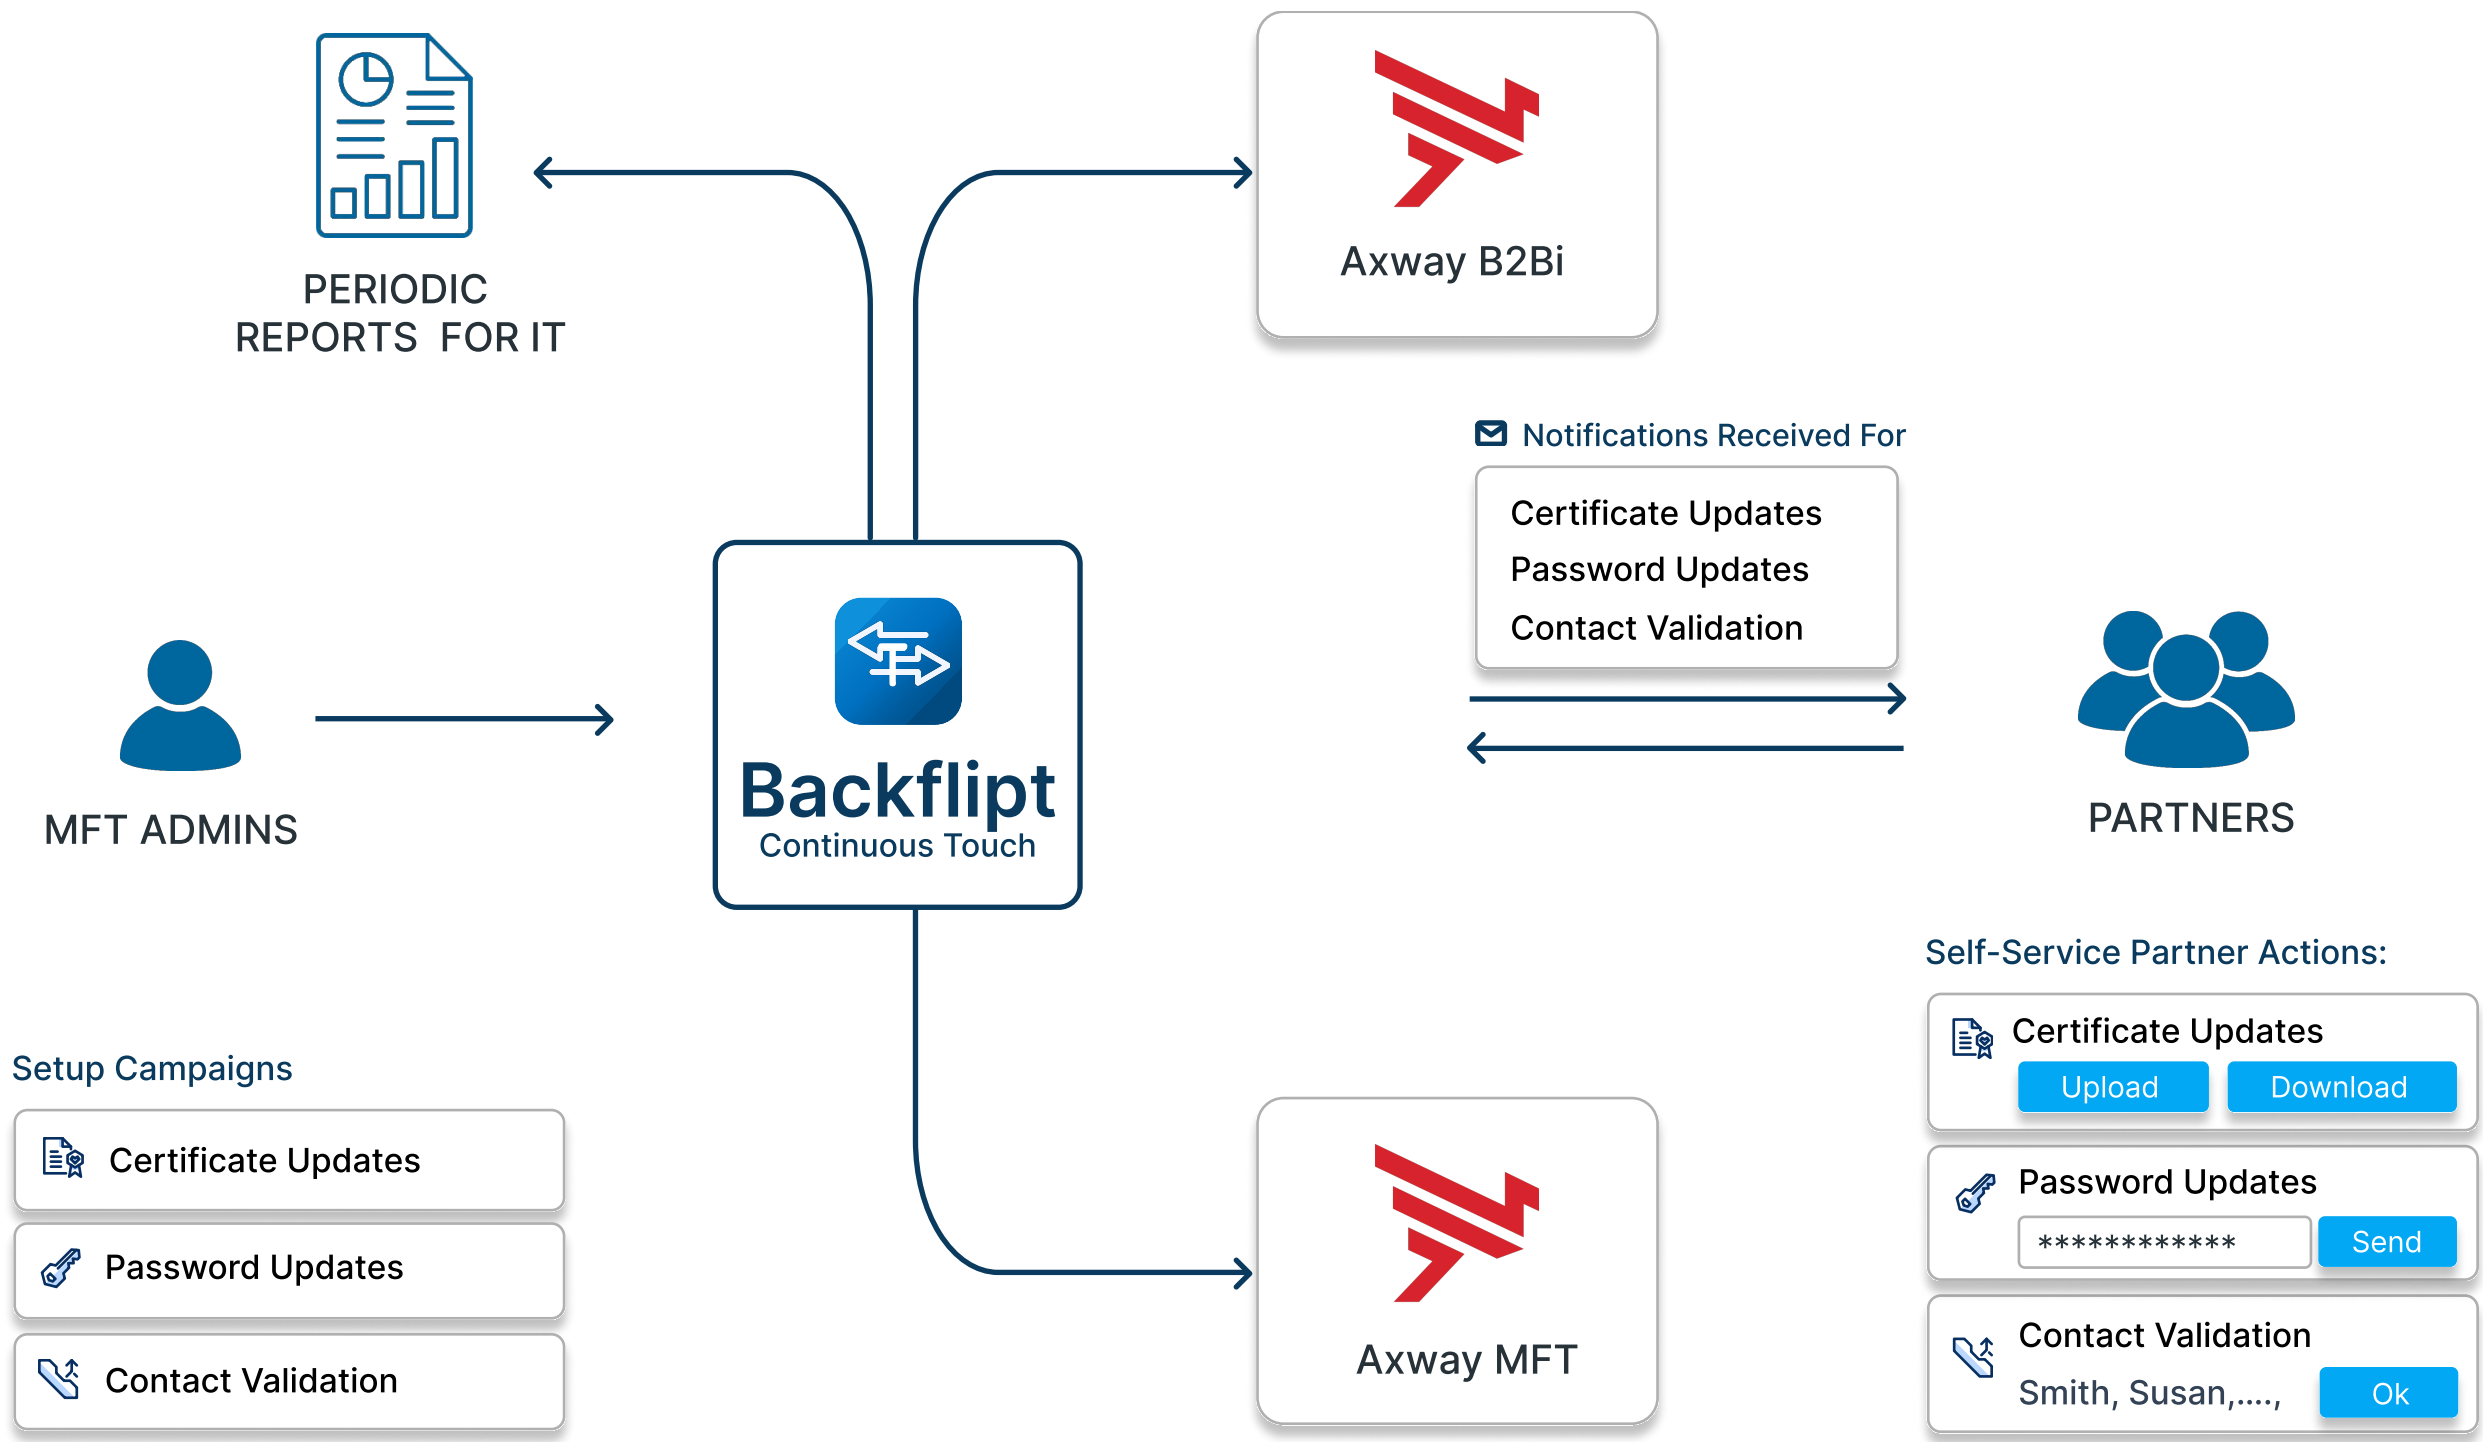 PERIODIC
REPORTS FOR IT
Axway B2Bi
Notifications Received For
Certificate Updates
Password Updates
Contact Validation
MFT ADMINS
Backflipt
Continuous Touch
PARTNERS
Setup Campaigns
Certificate Updates
Password Updates
Contact Validation
Axway MFT
Self-Service Partner Actions:
Certificate Updates
Upload Download
Password Updates
************ Send
Contact Validation
Smith, Susan,...., Ok